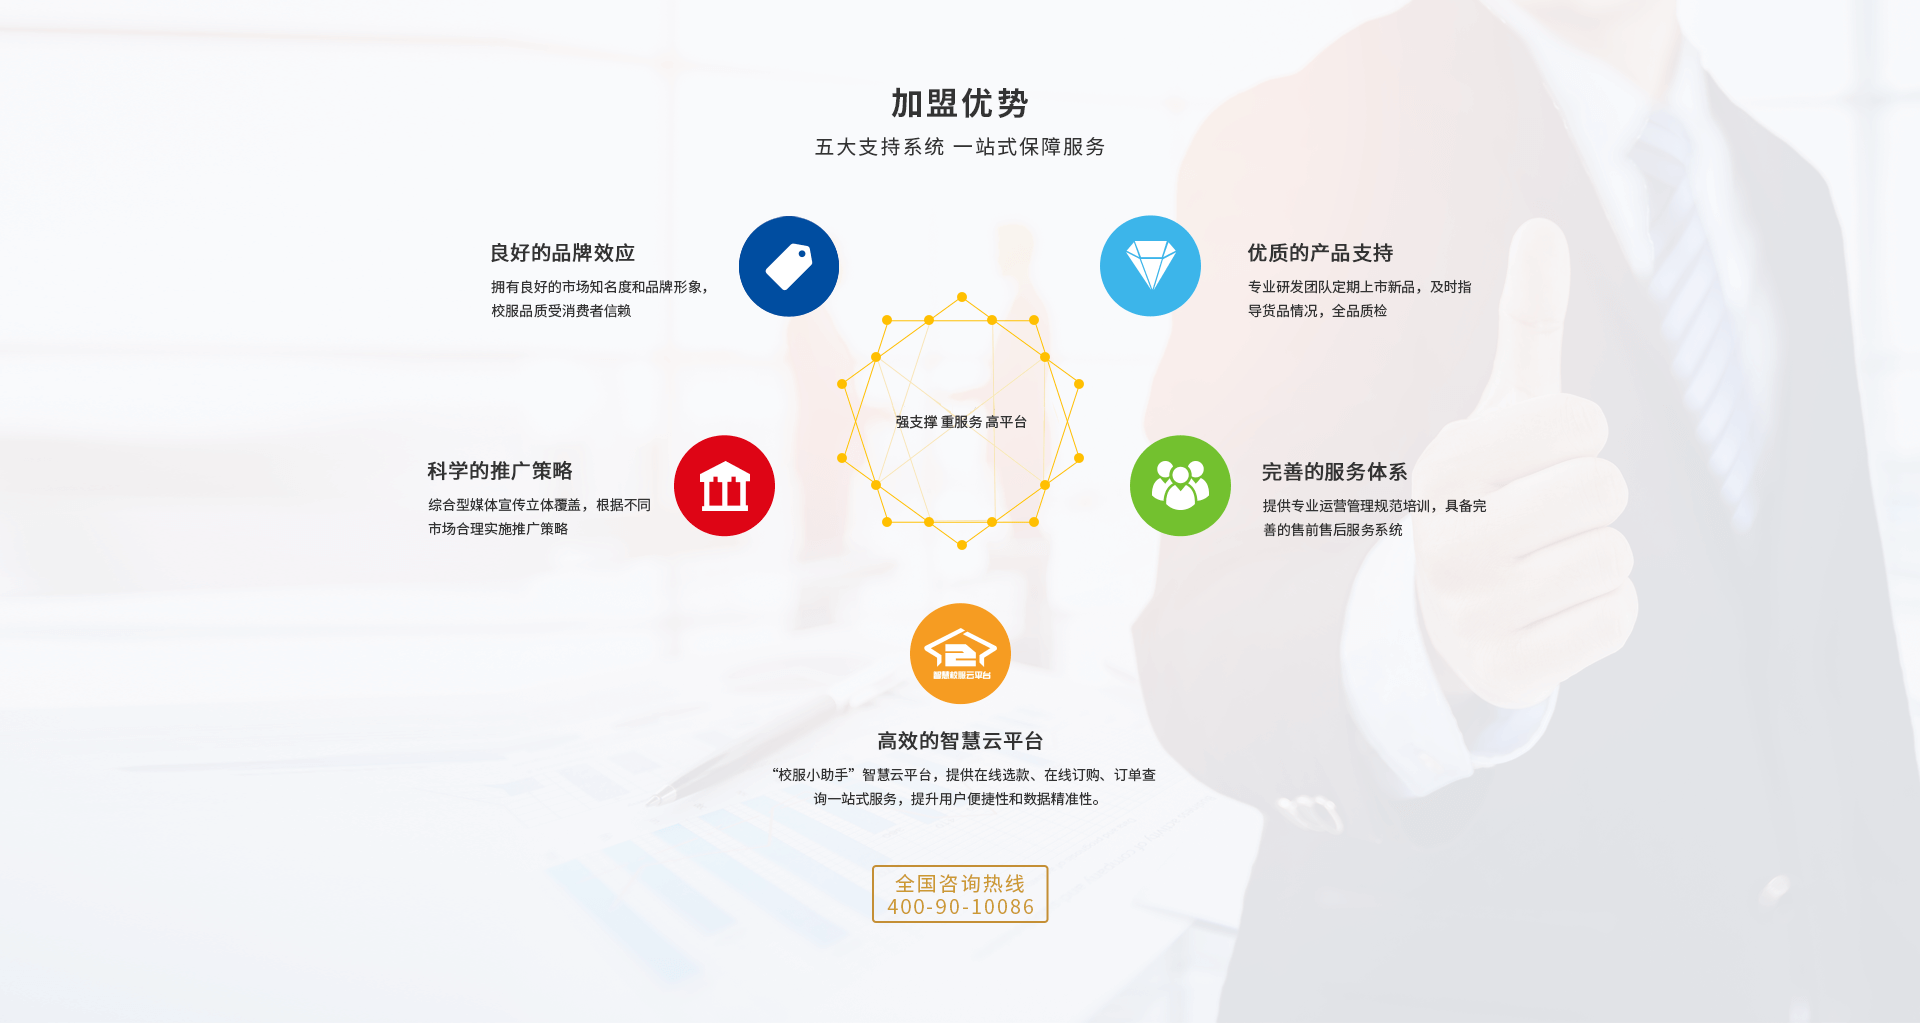 加盟优势
五大支持系统 一站式保障服务
良好的品牌效应
拥有良好的市场知名度和品牌形象，
校服品质受消费者信赖
优质的产品支持
专业研发团队定期上市新品，及时指
导货品情况，全品质检
强支撑 重服务 高平台
科学的推广策略
综合型媒体宣传立体覆盖，根据不同
市场合理实施推广策略
完善的服务体系
提供专业运营管理规范培训，具备完
善的售前售后服务系统
智慧校服云平台
高效的智慧云平台
“校服小助手”智慧云平台，提供在线选款、在线订购、订单查
询一站式服务，提升用户便捷性和数据精准性。
全国咨询热线
400-90-10086